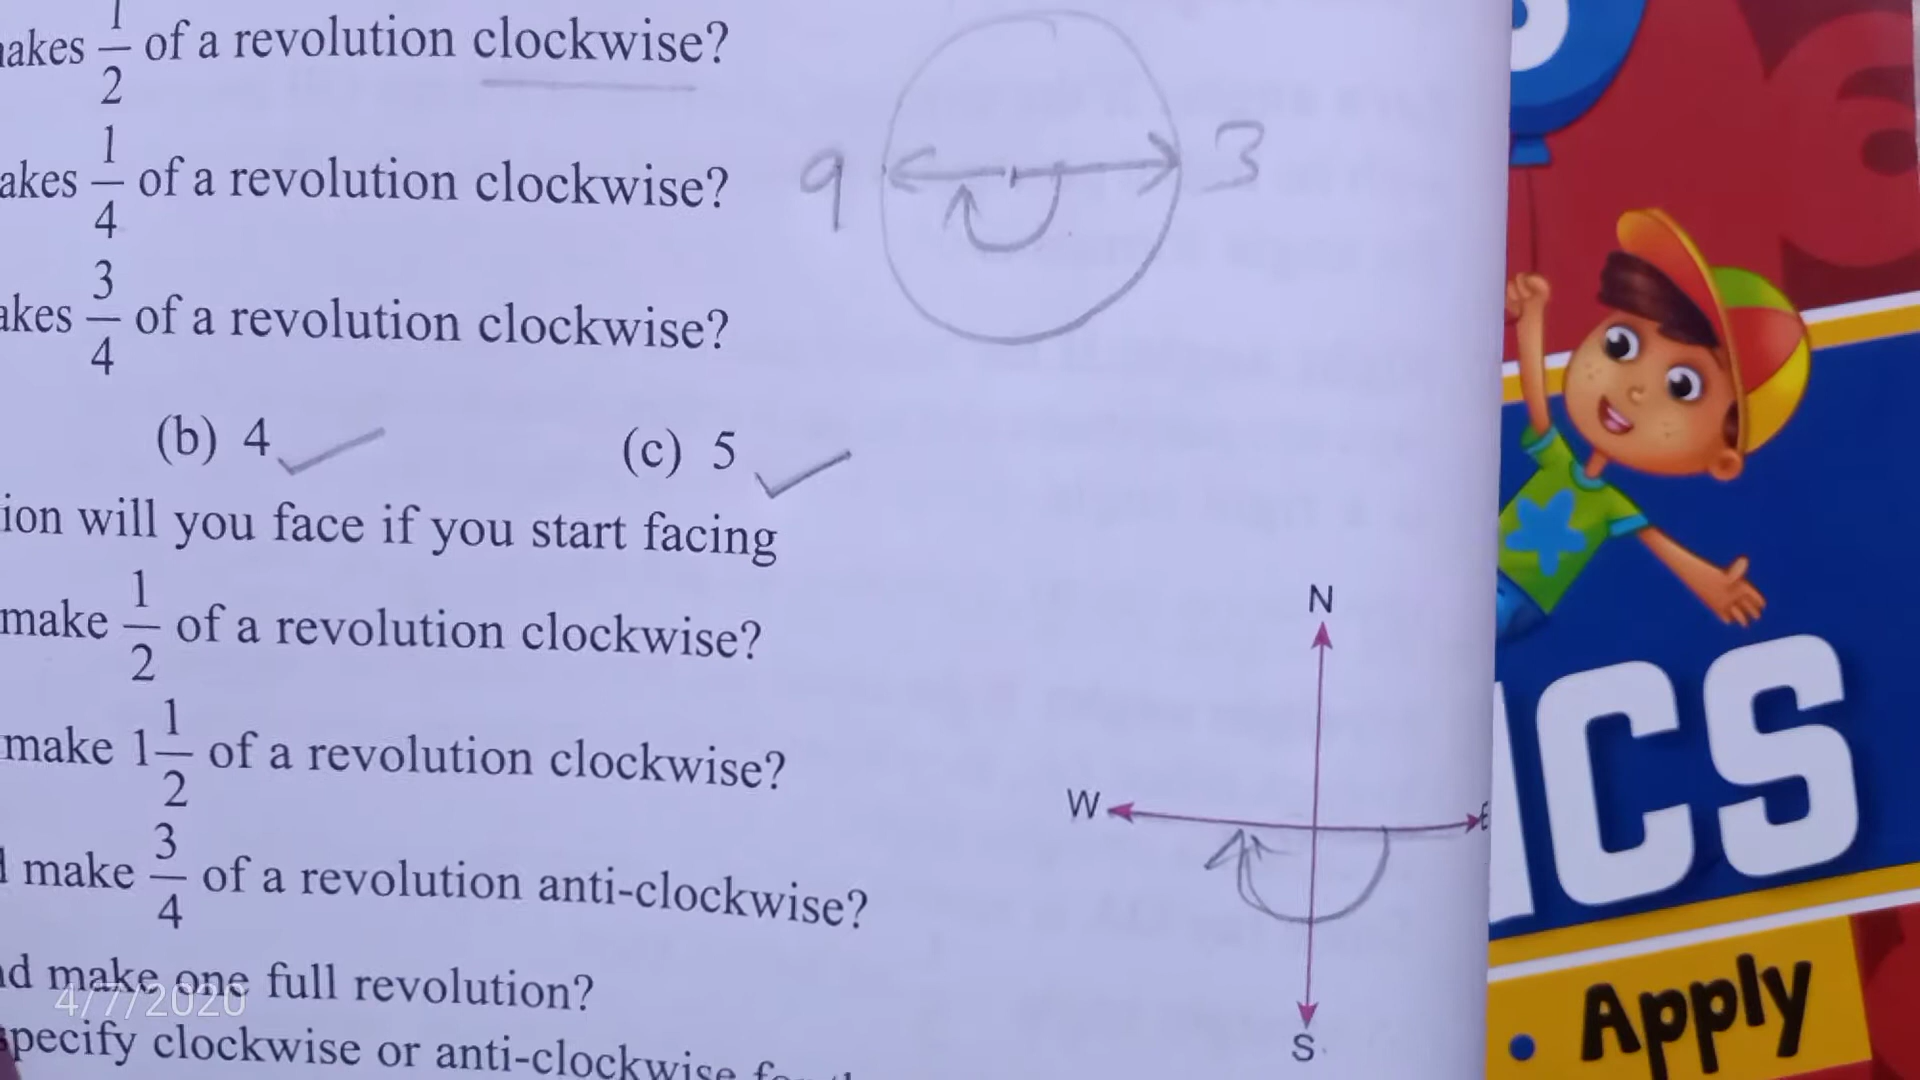 makes 1/2 of a revolution clockwise?
akes 1/4 of a revolution clockwise?
akes 3/4 of a revolution clockwise?
9 3
(b) 4 (c) 5
ion will you face if you start facing
make 1/2 of a revolution clockwise?
make 1 1/2 of a revolution clockwise?
make 3/4 of a revolution anti-clockwise?
make one full revolution?
specify clockwise or anti-clockwise
N
W E
S
4/7/2020
ICS
• Apply